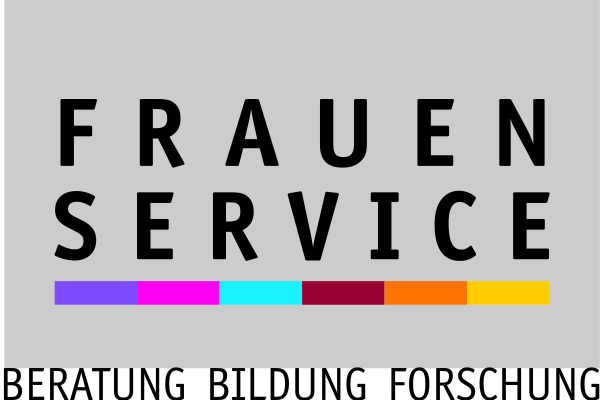 FRAUEN
SERVICE
BERATUNG BILDUNG FORSCHUNG